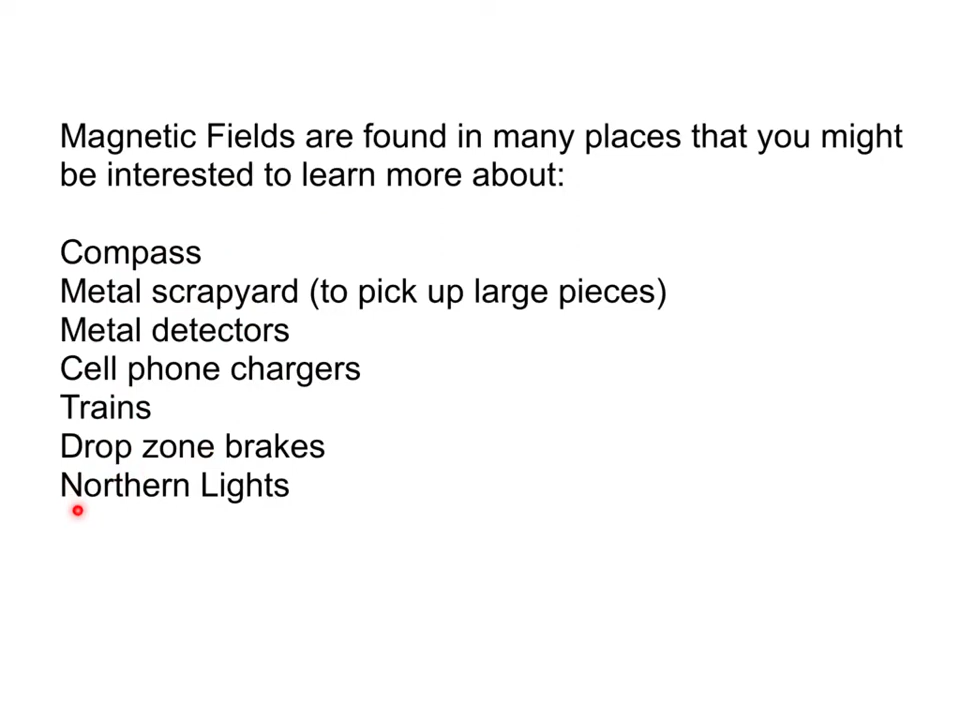 Magnetic Fields are found in many places that you might
be interested to learn more about:
Compass
Metal scrapyard (to pick up large pieces)
Metal detectors
Cell phone chargers
Trains
Drop zone brakes
Northern Lights